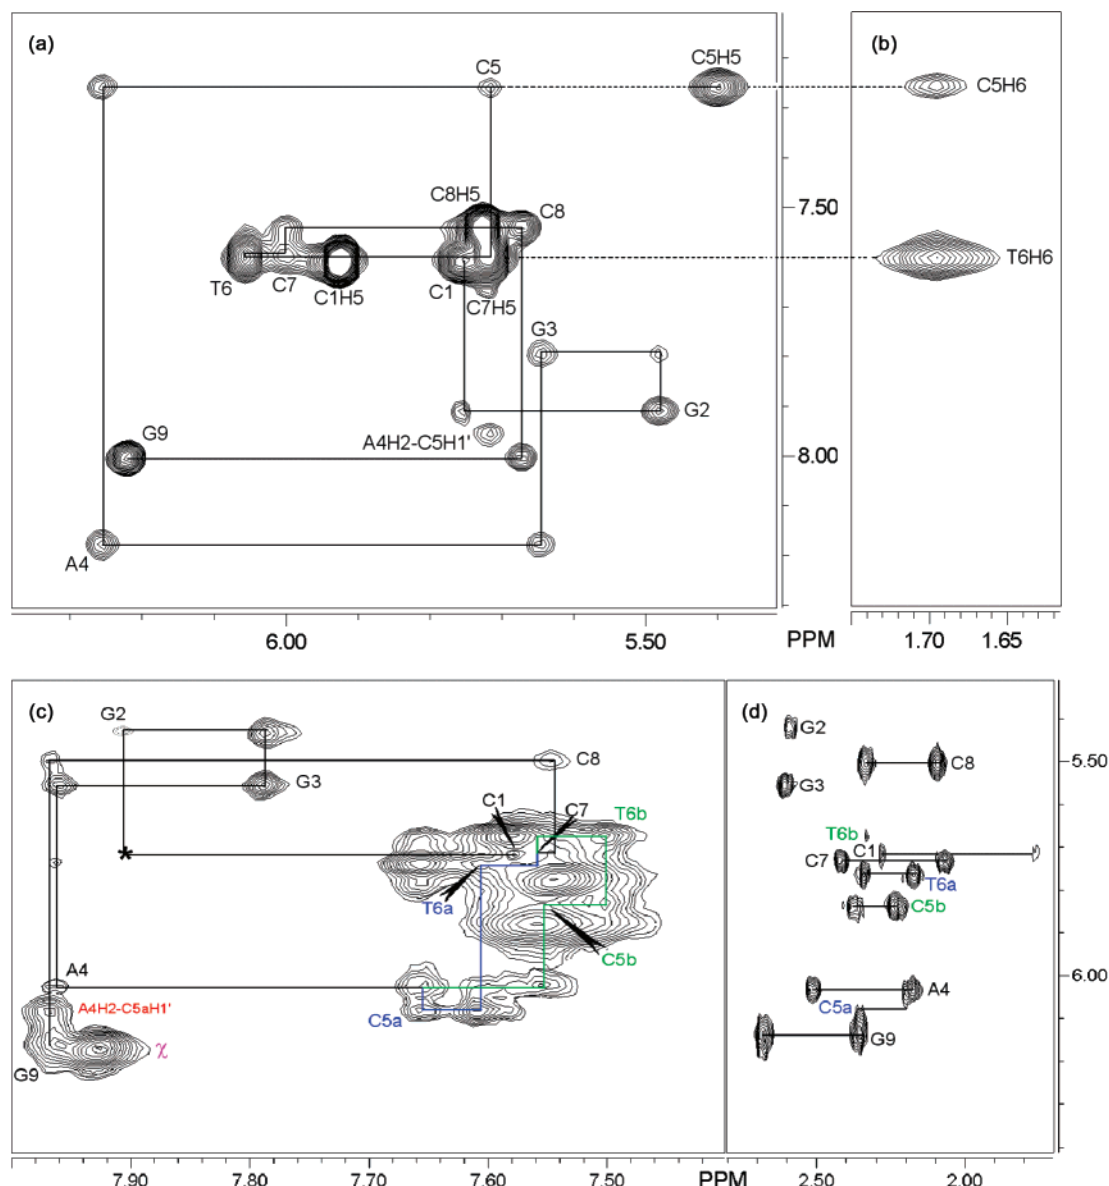 (a)
(b)
C5
C5H5
C5H6
7.50
C8H5
C8
T6
C7
C1H5
C1
C7H5
T6H6
G3
G2
A4H2-C5H1'
G9
8.00
A4
6.00
5.50
PPM
1.70
1.65
(c)
(d)
G2
G3
C8
C1
C7
T6b
*
T6a
C5b
A4
A4H2-C5aH1'
C5a
χ
G9
G2
5.50
C8
G3
T6b
C1
C7
T6a
C5b
6.00
A4
C5a
G9
7.90
7.80
7.70
7.60
7.50
PPM
2.50
2.00